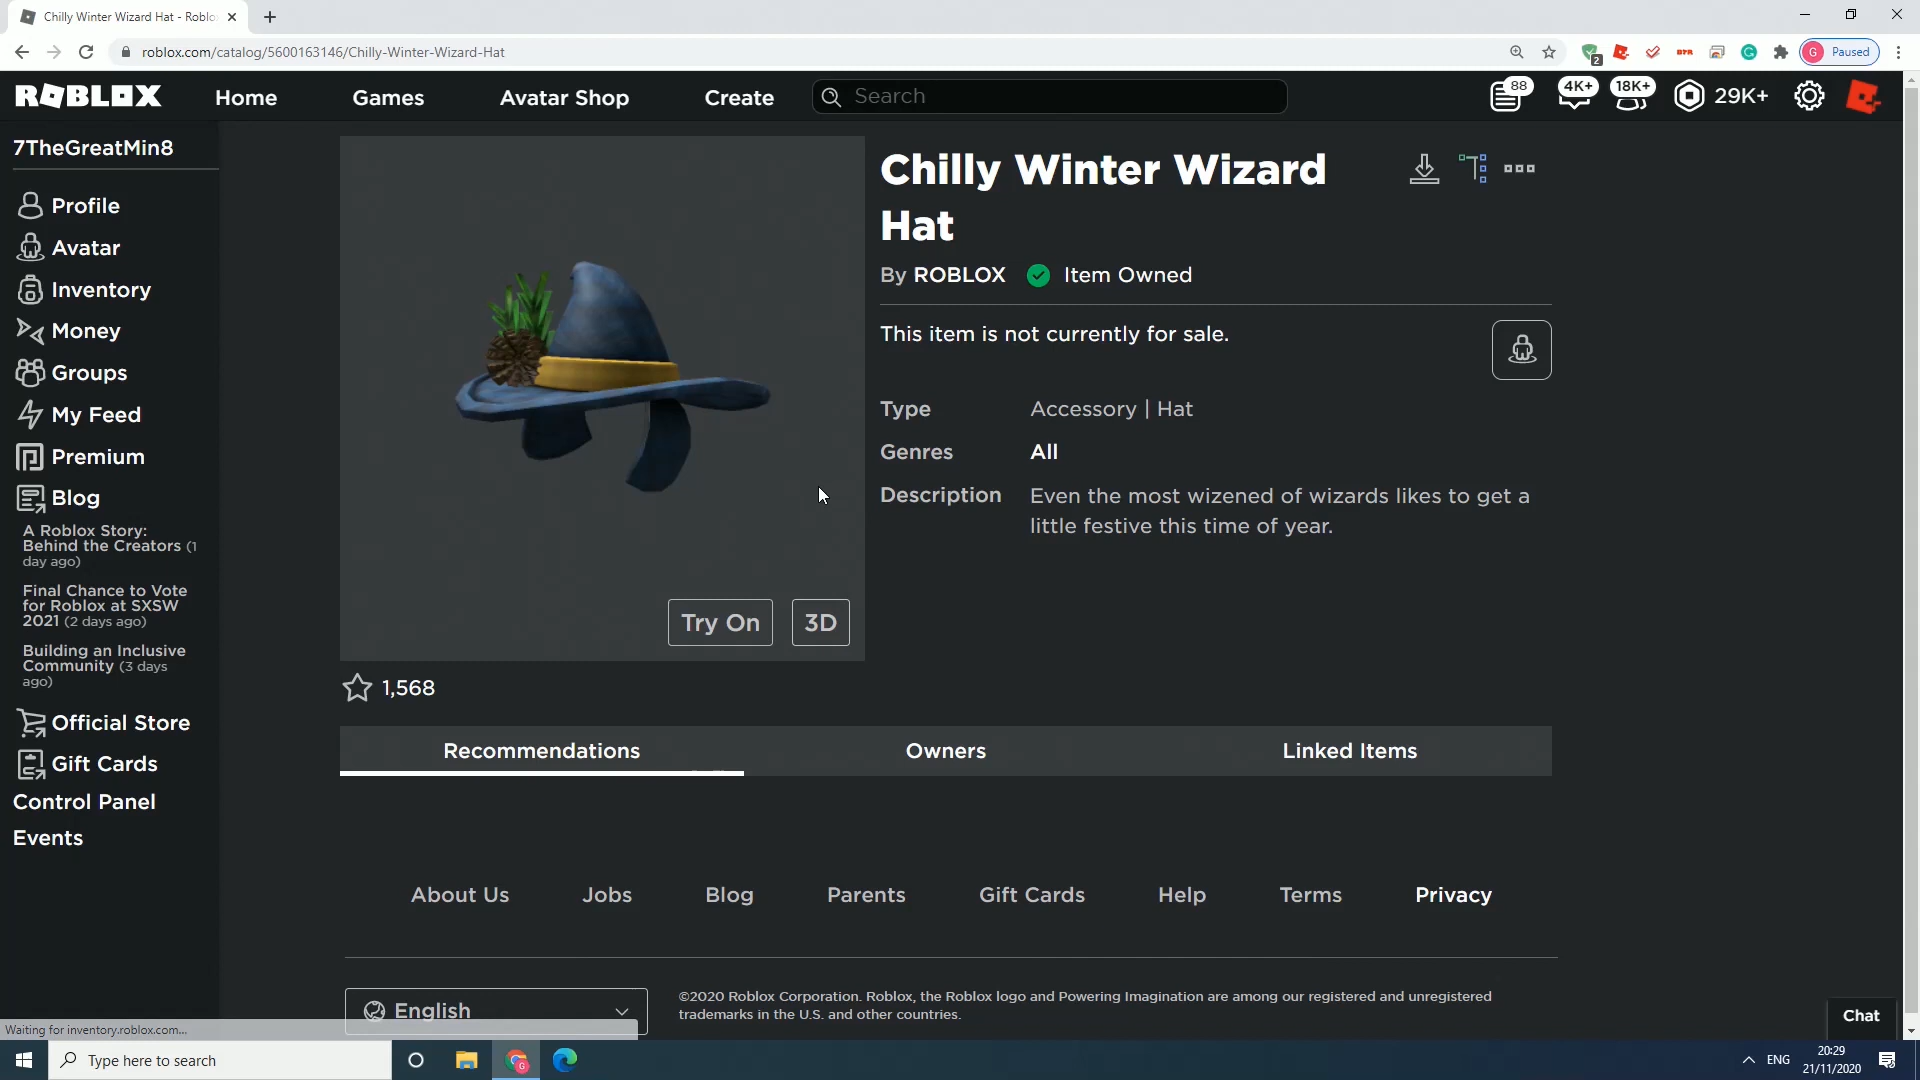 Chilly Winter Wizard Hat - Roblo
roblox.com/catalog/5600163146/Chilly-Winter-Wizard-Hat
2
G Paused
ROBLOX
Home
Games
Avatar Shop
Create
Search
88
4K+
18K+
29K+
7TheGreatMin8
Profile
Avatar
Inventory
Money
Groups
My Feed
Premium
Blog
A Roblox Story:
Behind the Creators (1
day ago)
Final Chance to Vote
for Roblox at SXSW
2021 (2 days ago)
Building an Inclusive
Community (3 days
ago)
Official Store
Gift Cards
Control Panel
Events
Chilly Winter Wizard
Hat
By ROBLOX Item Owned
This item is not currently for sale.
Type Accessory | Hat
Genres All
Description Even the most wizened of wizards likes to get a
little festive this time of year.
Try On
3D
1,568
Recommendations
Owners
Linked Items
About Us
Jobs
Blog
Parents
Gift Cards
Help
Terms
Privacy
English
©2020 Roblox Corporation. Roblox, the Roblox logo and Powering Imagination are among our registered and unregistered
trademarks in the U.S. and other countries.
Chat
Waiting for inventory.roblox.com...
Type here to search
G
ENG
20:29
21/11/2020